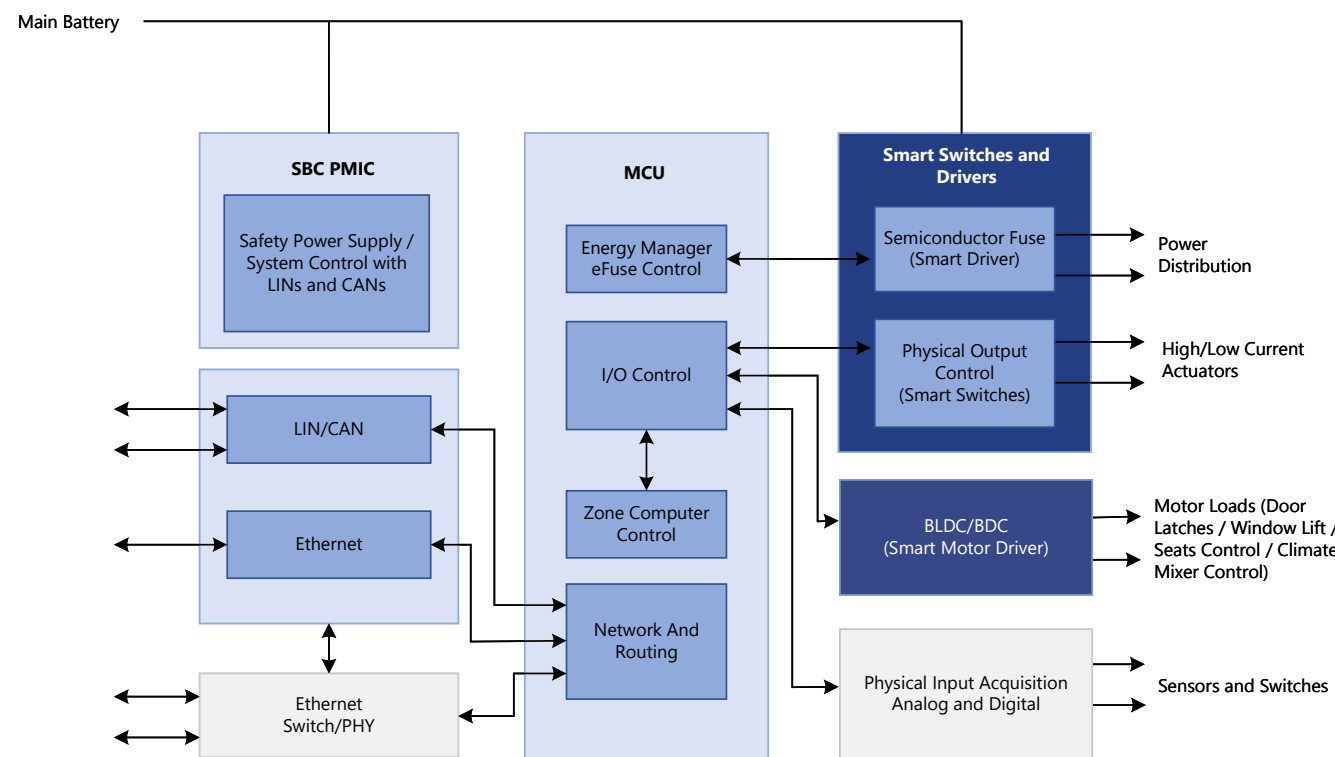 Main Battery
SBC PMIC
Safety Power Supply /
System Control with
LINs and CANs
LIN/CAN
Ethernet
Ethernet
Switch/PHY
MCU
Energy Manager
eFuse Control
I/O Control
Zone Computer
Control
Network And
Routing
Smart Switches and
Drivers
Semiconductor Fuse
(Smart Driver)
Physical Output
Control
(Smart Switches)
BLDC/BDC
(Smart Motor Driver)
Physical Input Acquisition
Analog and Digital
Power
Distribution
High/Low Current
Actuators
Motor Loads (Door
Latches / Window Lift /
Seats Control / Climate
Mixer Control)
Sensors and Switches